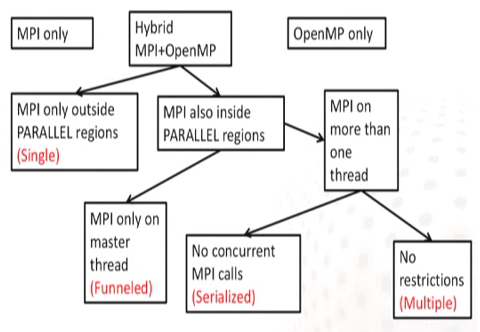 MPI only
Hybrid
MPI+OpenMP
OpenMP only
MPI only outside
PARALLEL regions
(Single)
MPI also inside
PARALLEL regions
MPI on
more than
one
thread
MPI only on
master
thread
(Funneled)
No concurrent
MPI calls
(Serialized)
No
restrictions
(Multiple)